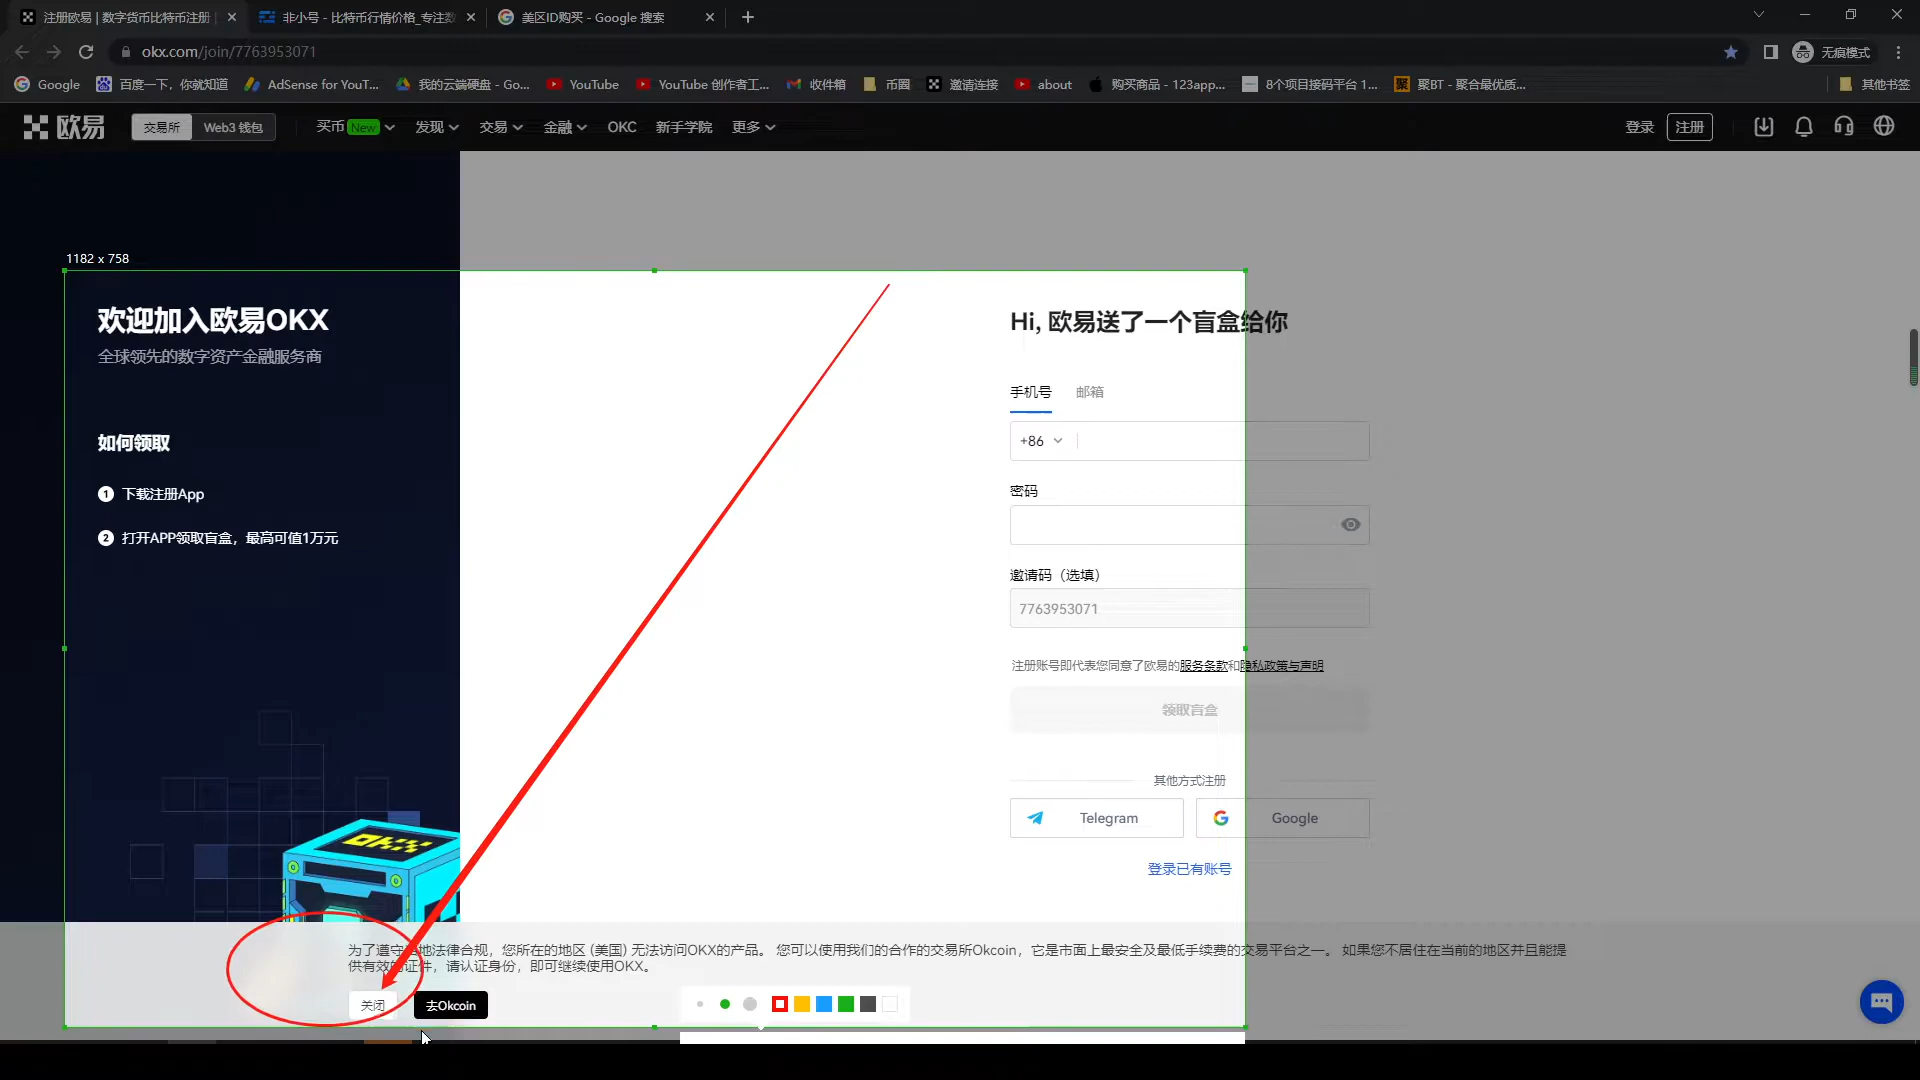 注册欧易 | 数字货币比特币注册
非小号 - 比特币行情价格_专注数
美区ID购买 - Google 搜索
okx.com/join/7763953071
无痕模式
Google
百度一下，你就知道
AdSense for YouT...
我的云端硬盘 - Go...
YouTube
YouTube 创作者工...
收件箱
币圈
邀请连接
about
购买商品 - 123app...
8个项目接码平台 1...
聚BT - 聚合最优质...
其他书签
欧易
交易所
Web3 钱包
买币 New
发现
交易
金融
OKC
新手学院
更多
登录
注册
1182 x 758
欢迎加入欧易OKX
全球领先的数字资产金融服务商
如何领取
1 下载注册App
2 打开APP领取盲盒，最高可值1万元
OKX
Hi, 欧易送了一个盲盒给你
手机号
邮箱
+86
密码
邀请码（选填）
7763953071
注册账号即代表您同意了欧易的服务条款和隐私政策与声明
领取盲盒
其他方式注册
Telegram
Google
登录已有账号
为了遵守当地法律合规，您所在的地区 (美国) 无法访问OKX的产品。 您可以使用我们的合作的交易所Okcoin，它是市面上最安全及最低手续费的交易平台之一。 如果您不居住在当前的地区并且能提
供有效的证件，请认证身份，即可继续使用OKX。
关闭
去Okcoin